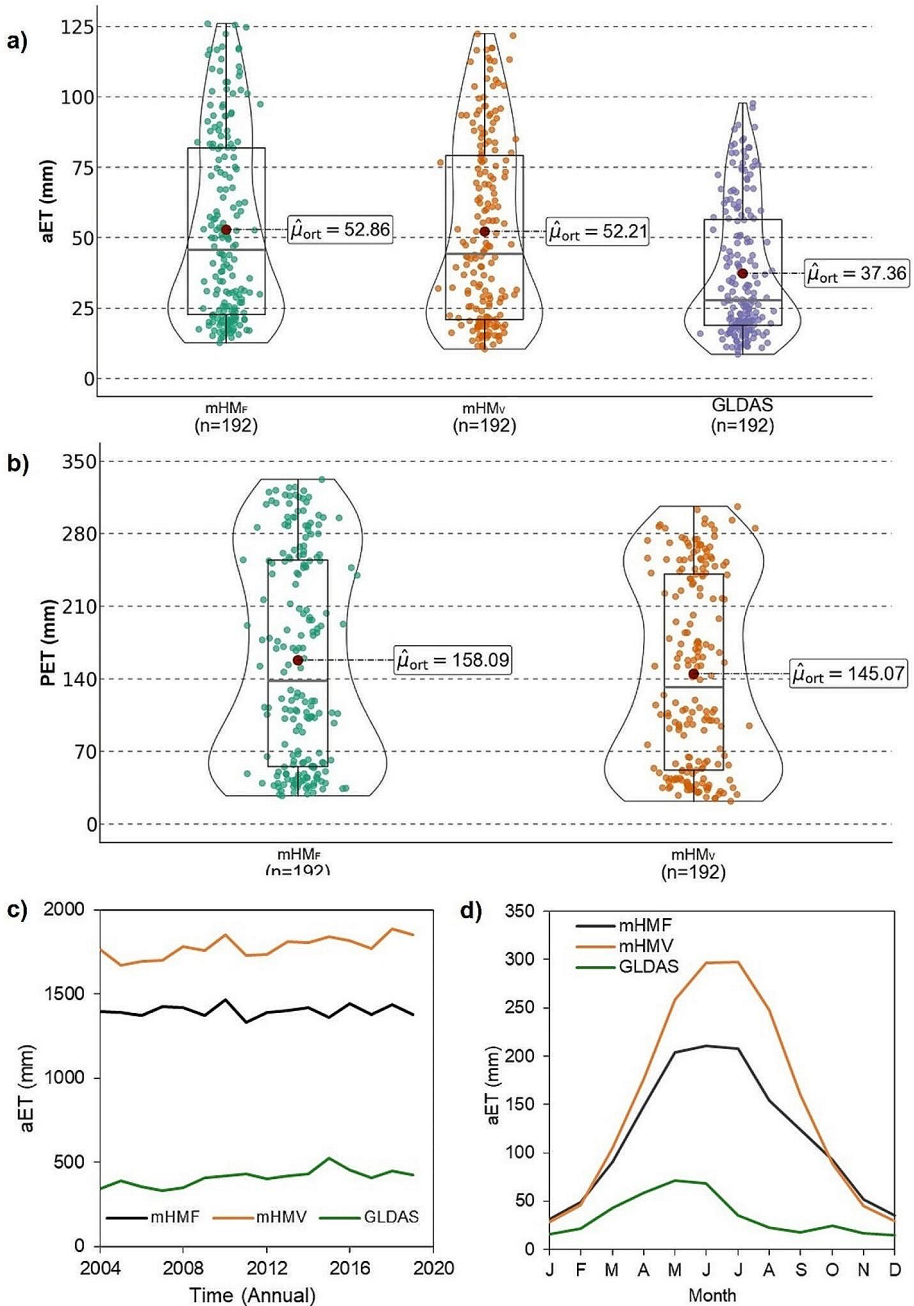 a)
125
100
75
50
25
0
aET (mm)
μ̂ort = 52.86
μ̂ort = 52.21
μ̂ort = 37.36
mHMF
(n=192)
mHMV
(n=192)
GLDAS
(n=192)
b)
350
280
210
140
70
0
PET (mm)
μ̂ort = 158.09
μ̂ort = 145.07
mHMF
(n=192)
mHMV
(n=192)
c)
2000
1500
1000
500
0
aET (mm)
mHMF mHMV GLDAS
2004 2008 2012 2016 2020
Time (Annual)
d)
350
300
250
200
150
100
50
0
aET (mm)
mHMF
mHMV
GLDAS
J F M A M J J A S O N D
Month